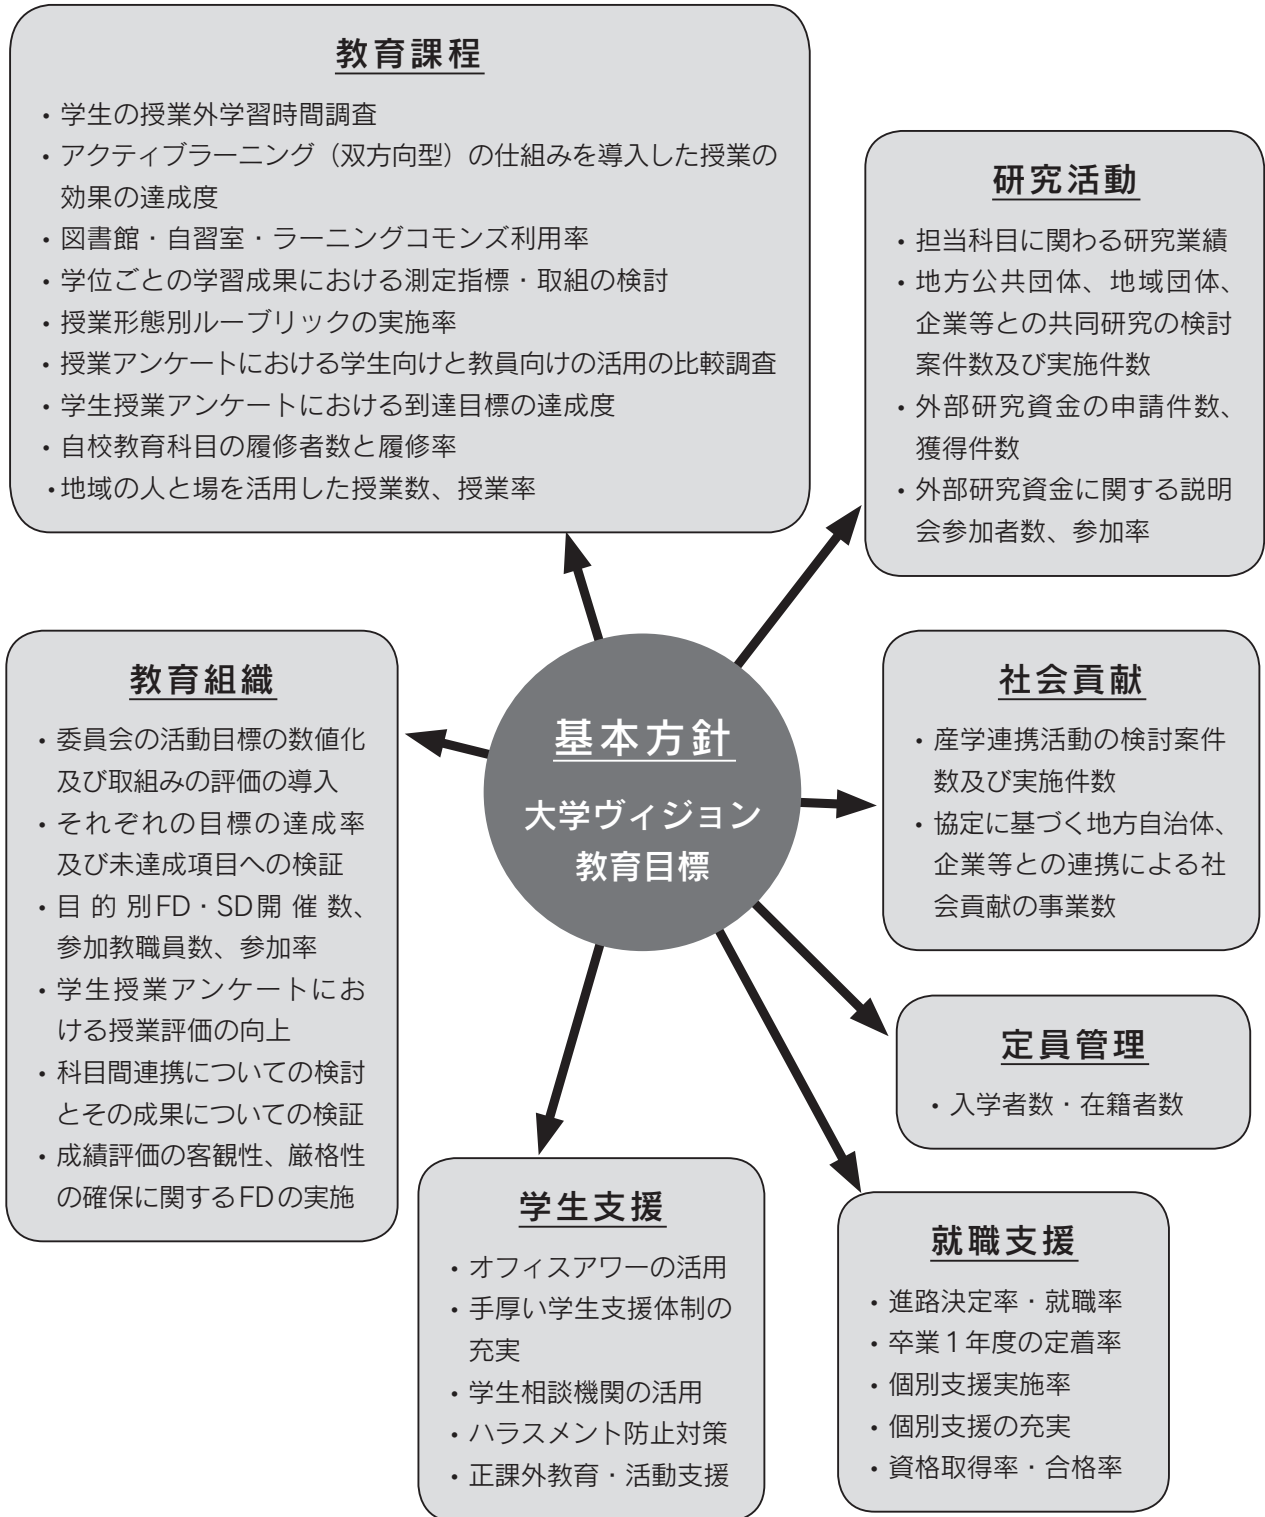 教育課程
・学生の授業外学習時間調査
・アクティブラーニング（双方向型）の仕組みを導入した授業の
効果の達成度
・図書館・自習室・ラーニングコモンズ利用率
・学位ごとの学習成果における測定指標・取組の検討
・授業形態別ルーブリックの実施率
・授業アンケートにおける学生向けと教員向けの活用の比較調査
・学生授業アンケートにおける到達目標の達成度
・自校教育科目の履修者数と履修率
・地域の人と場を活用した授業数、授業率
研究活動
・担当科目に関わる研究業績
・地方公共団体、地域団体、
企業等との共同研究の検討
案件数及び実施件数
・外部研究資金の申請件数、
獲得件数
・外部研究資金に関する説明
会参加者数、参加率
教育組織
・委員会の活動目標の数値化
及び取組みの評価の導入
・それぞれの目標の達成率
及び未達成項目への検証
・目的別FD・SD開催数、
参加教職員数、参加率
・学生授業アンケートにお
ける授業評価の向上
・科目間連携についての検討
とその成果についての検証
・成績評価の客観性、厳格性
の確保に関するFDの実施
基本方針
大学ヴィジョン
教育目標
社会貢献
・産学連携活動の検討案件
数及び実施件数
・協定に基づく地方自治体、
企業等との連携による社
会貢献の事業数
定員管理
・入学者数・在籍者数
学生支援
・オフィスアワーの活用
・手厚い学生支援体制の
充実
・学生相談機関の活用
・ハラスメント防止対策
・正課外教育・活動支援
就職支援
・進路決定率・就職率
・卒業1年度の定着率
・個別支援実施率
・個別支援の充実
・資格取得率・合格率